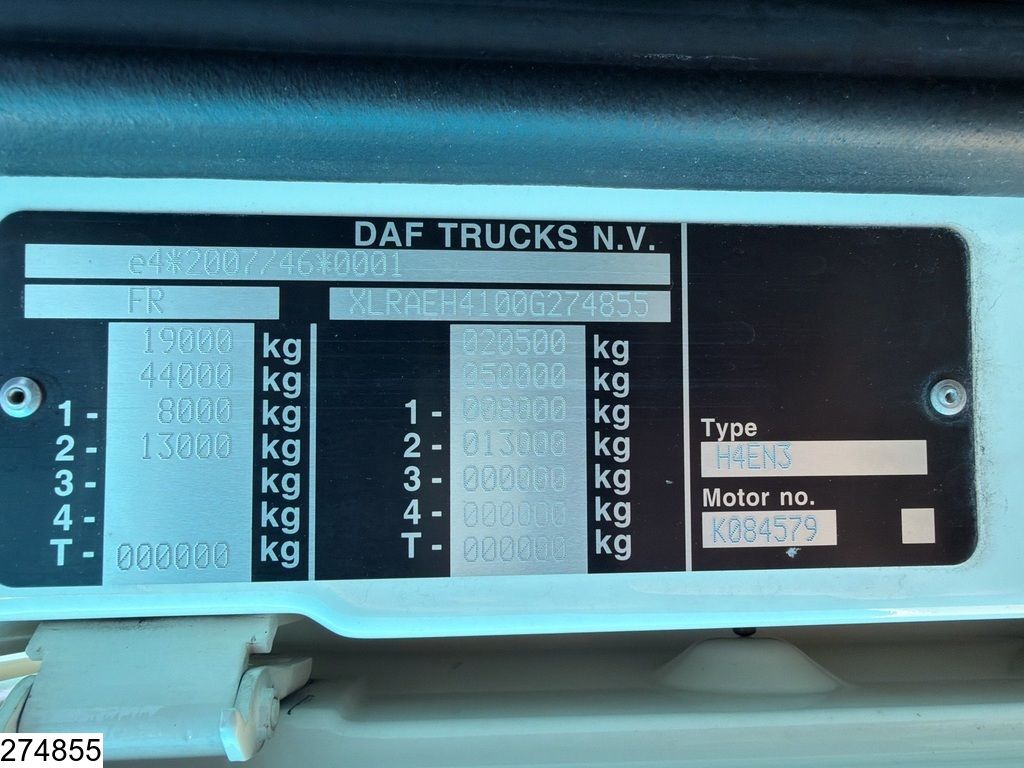 DAF TRUCKS N.V.
e4*2007/46*0001
FR XLRAEH4100G274855
19000 kg 020500 kg
44000 kg 050000 kg
1- 8000 kg 1- 008000 kg
2- 13000 kg 2- 013000 kg
3- kg 3- 000000 kg
4- kg 4- 000000 kg
T- 000000 kg T- 000000 kg
Type
H4EN3
Motor no.
K084579
274855